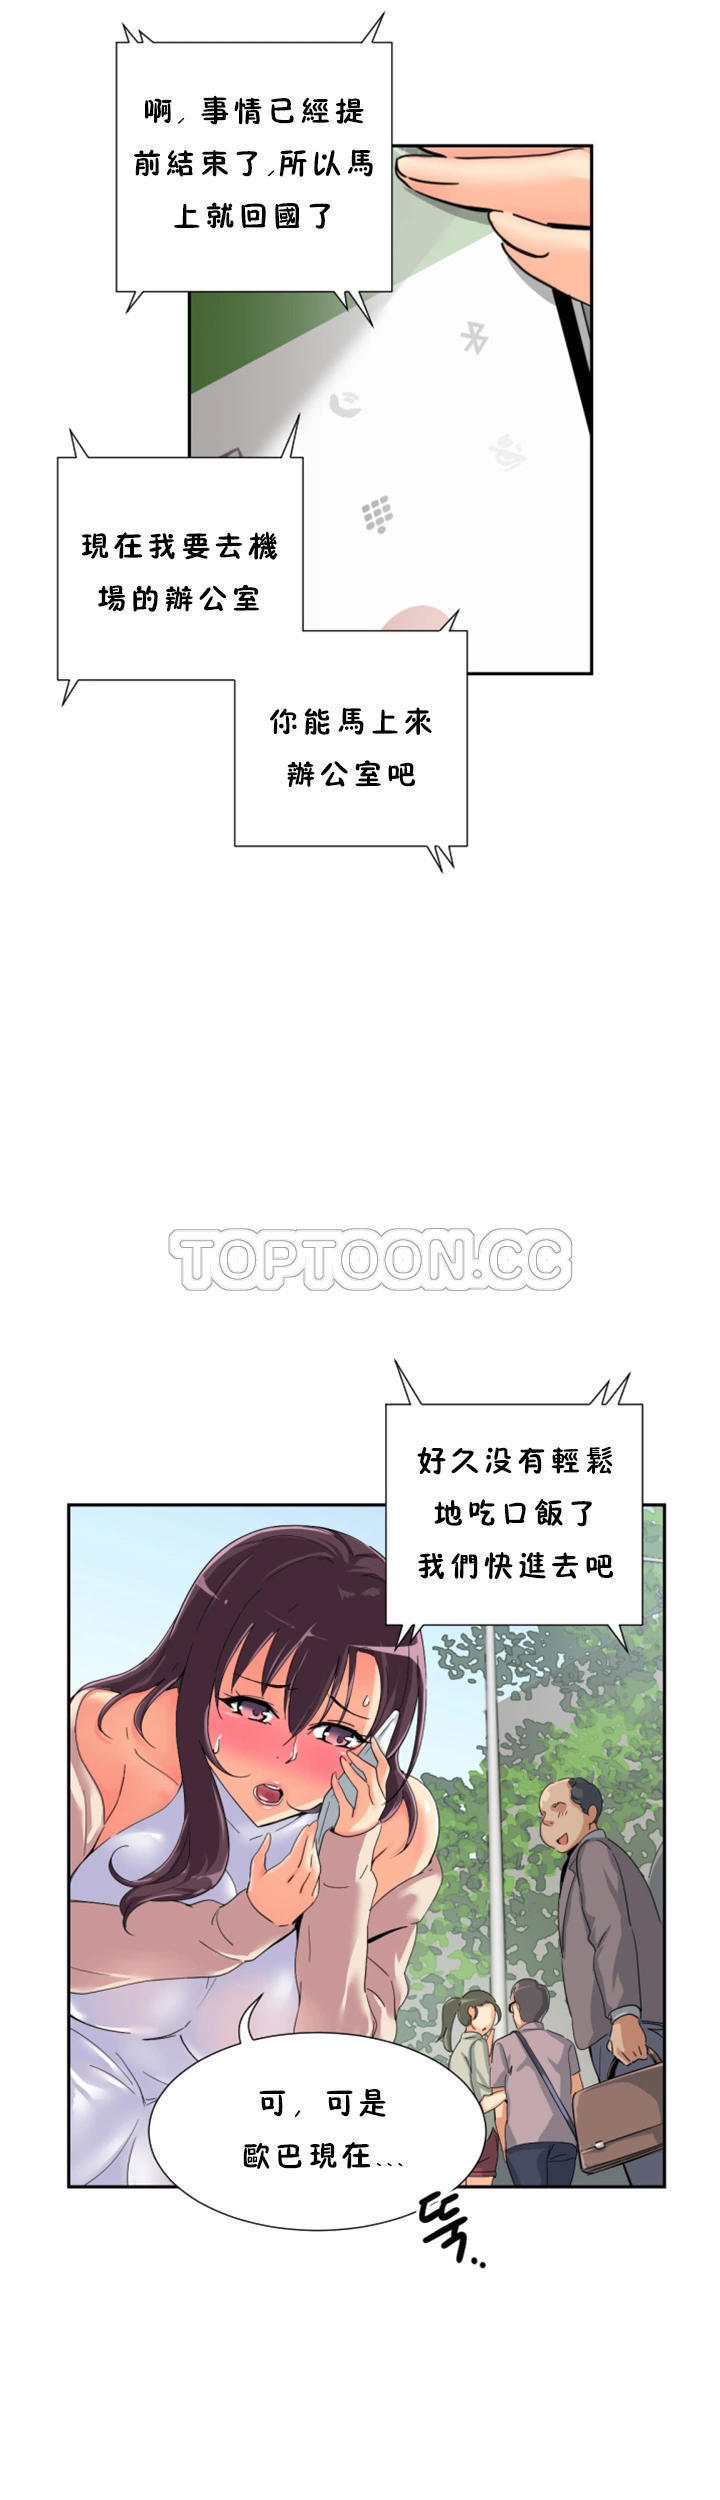 啊, 事情已經提
前結束了,所以馬
上就回國了
現在我要去機
場的辦公室
你能馬上來
辦公室吧
TOPTOON.CC
好久没有輕鬆
地吃口飯了
我們快進去吧
可, 可是
歐巴現在...
뚝..